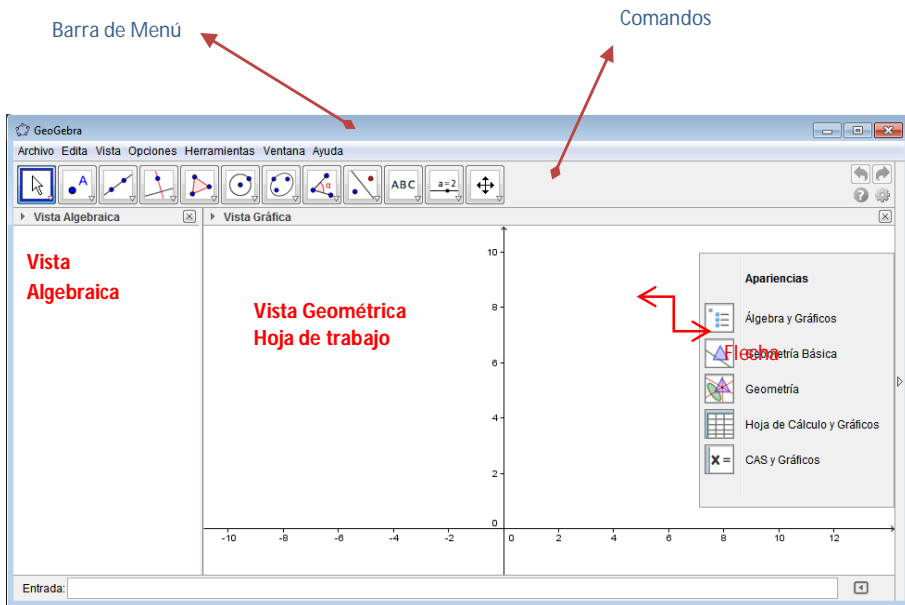 Barra de Menú
Comandos
GeoGebra
Archivo Edita Vista Opciones Herramientas Ventana Ayuda
A
α
ABC
a=2
Vista Algebraica
Vista Gráfica
Vista
Algebraica
Vista Geométrica
Hoja de trabajo
10
8
6
4
2
0
-10 -8 -6 -4 -2 0 2 4 6 8 10 12
Apariencias
Álgebra y Gráficos
Flecha
Geometría Básica
Geometría
Hoja de Cálculo y Gráficos
X =
CAS y Gráficos
Entrada: